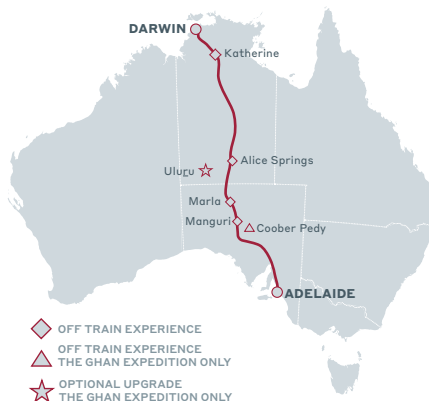 DARWIN
Katherine
Alice Springs
Uluru
Marla
Manguri
Coober Pedy
ADELAIDE
OFF TRAIN EXPERIENCE
OFF TRAIN EXPERIENCE
THE GHAN EXPEDITION ONLY
OPTIONAL UPGRADE
THE GHAN EXPEDITION ONLY